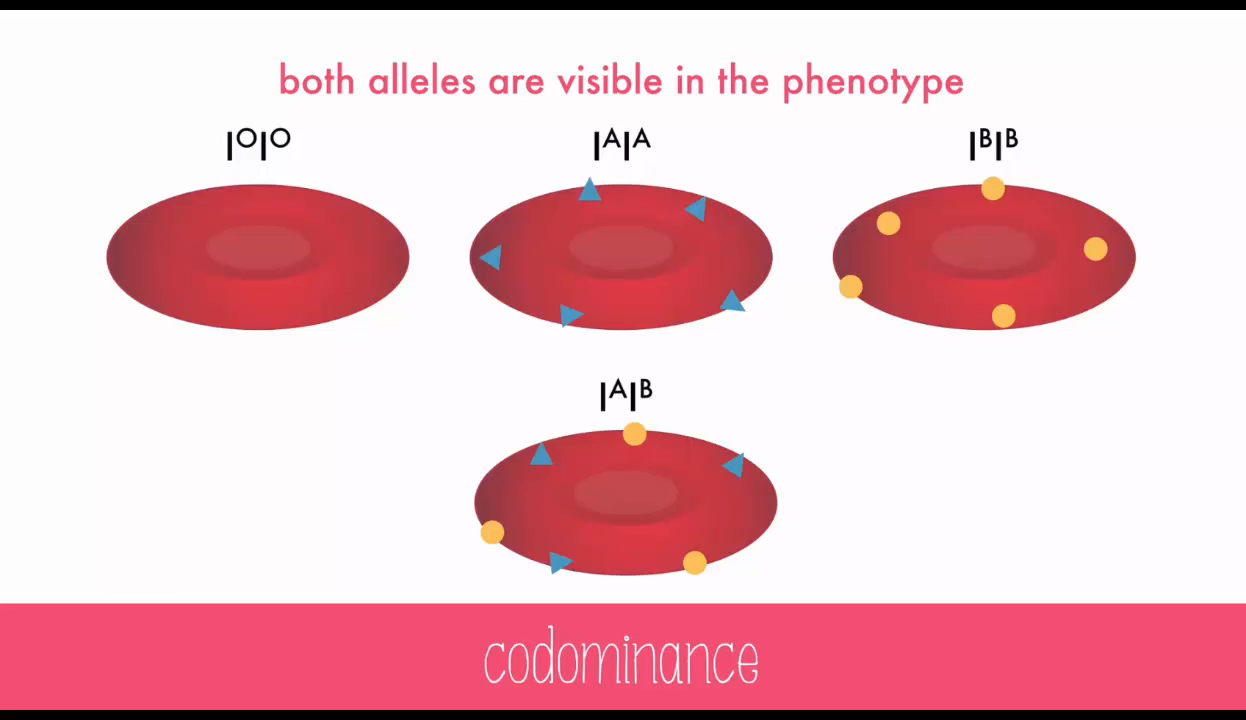 both alleles are visible in the phenotype
IᴼIᴼ IᴬIᴬ IᴮIᴮ
IᴬIᴮ
codominance